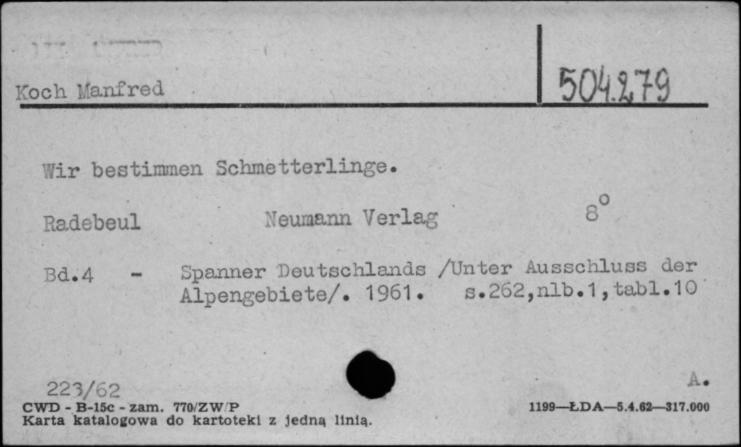 Koch Manfred
504.279
Wir bestimmen Schmetterlinge.
Radebeul Neumann Verlag 8°
Bd.4 - Spanner Deutschlands /Unter Ausschluss der
Alpengebiete/. 1961. s.262,nlb.1,tabl.10
223/62 A.
CWD - B-15c - zam. 770/ZW/P 1199—ŁDA—5.4.62—317.000
Karta katalogowa do kartoteki z jedną linią.